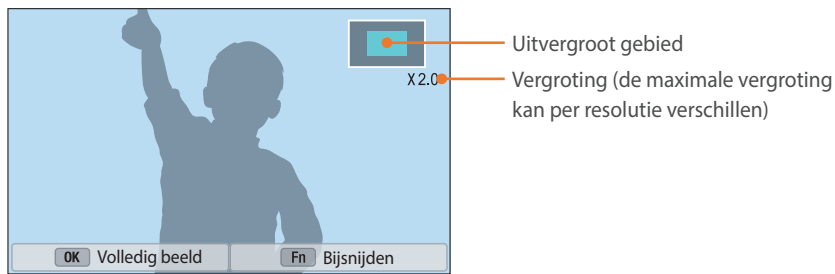 Uitvergroot gebied
X 2.0
Vergroting (de maximale vergroting
kan per resolutie verschillen)
OK Volledig beeld Fn Bijsnijden